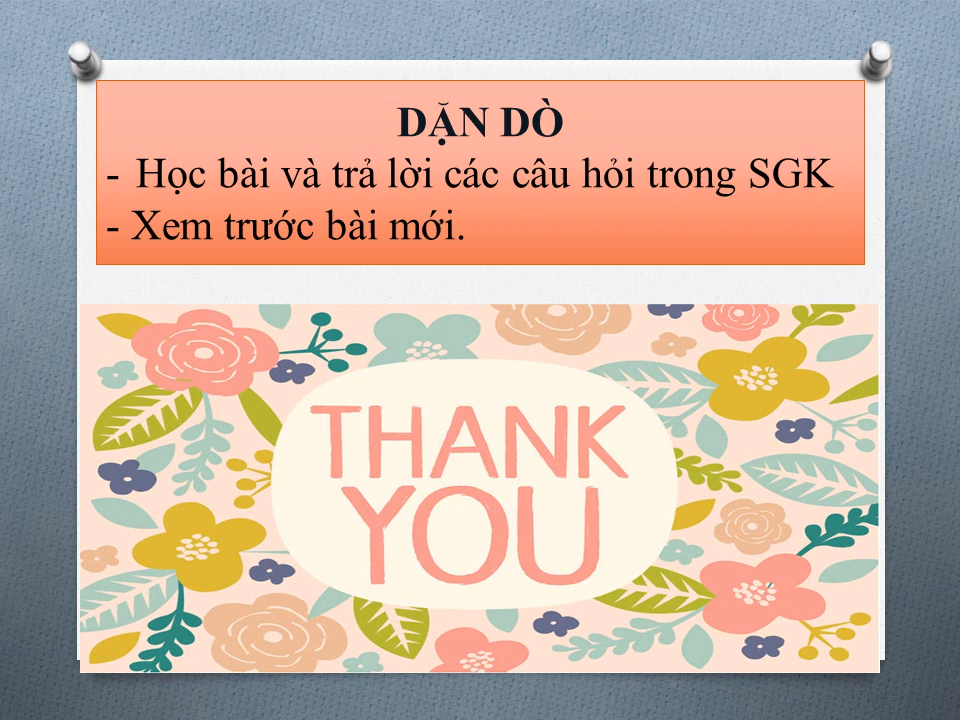 DẶN DÒ
- Học bài và trả lời các câu hỏi trong SGK
- Xem trước bài mới.
THANK
YOU